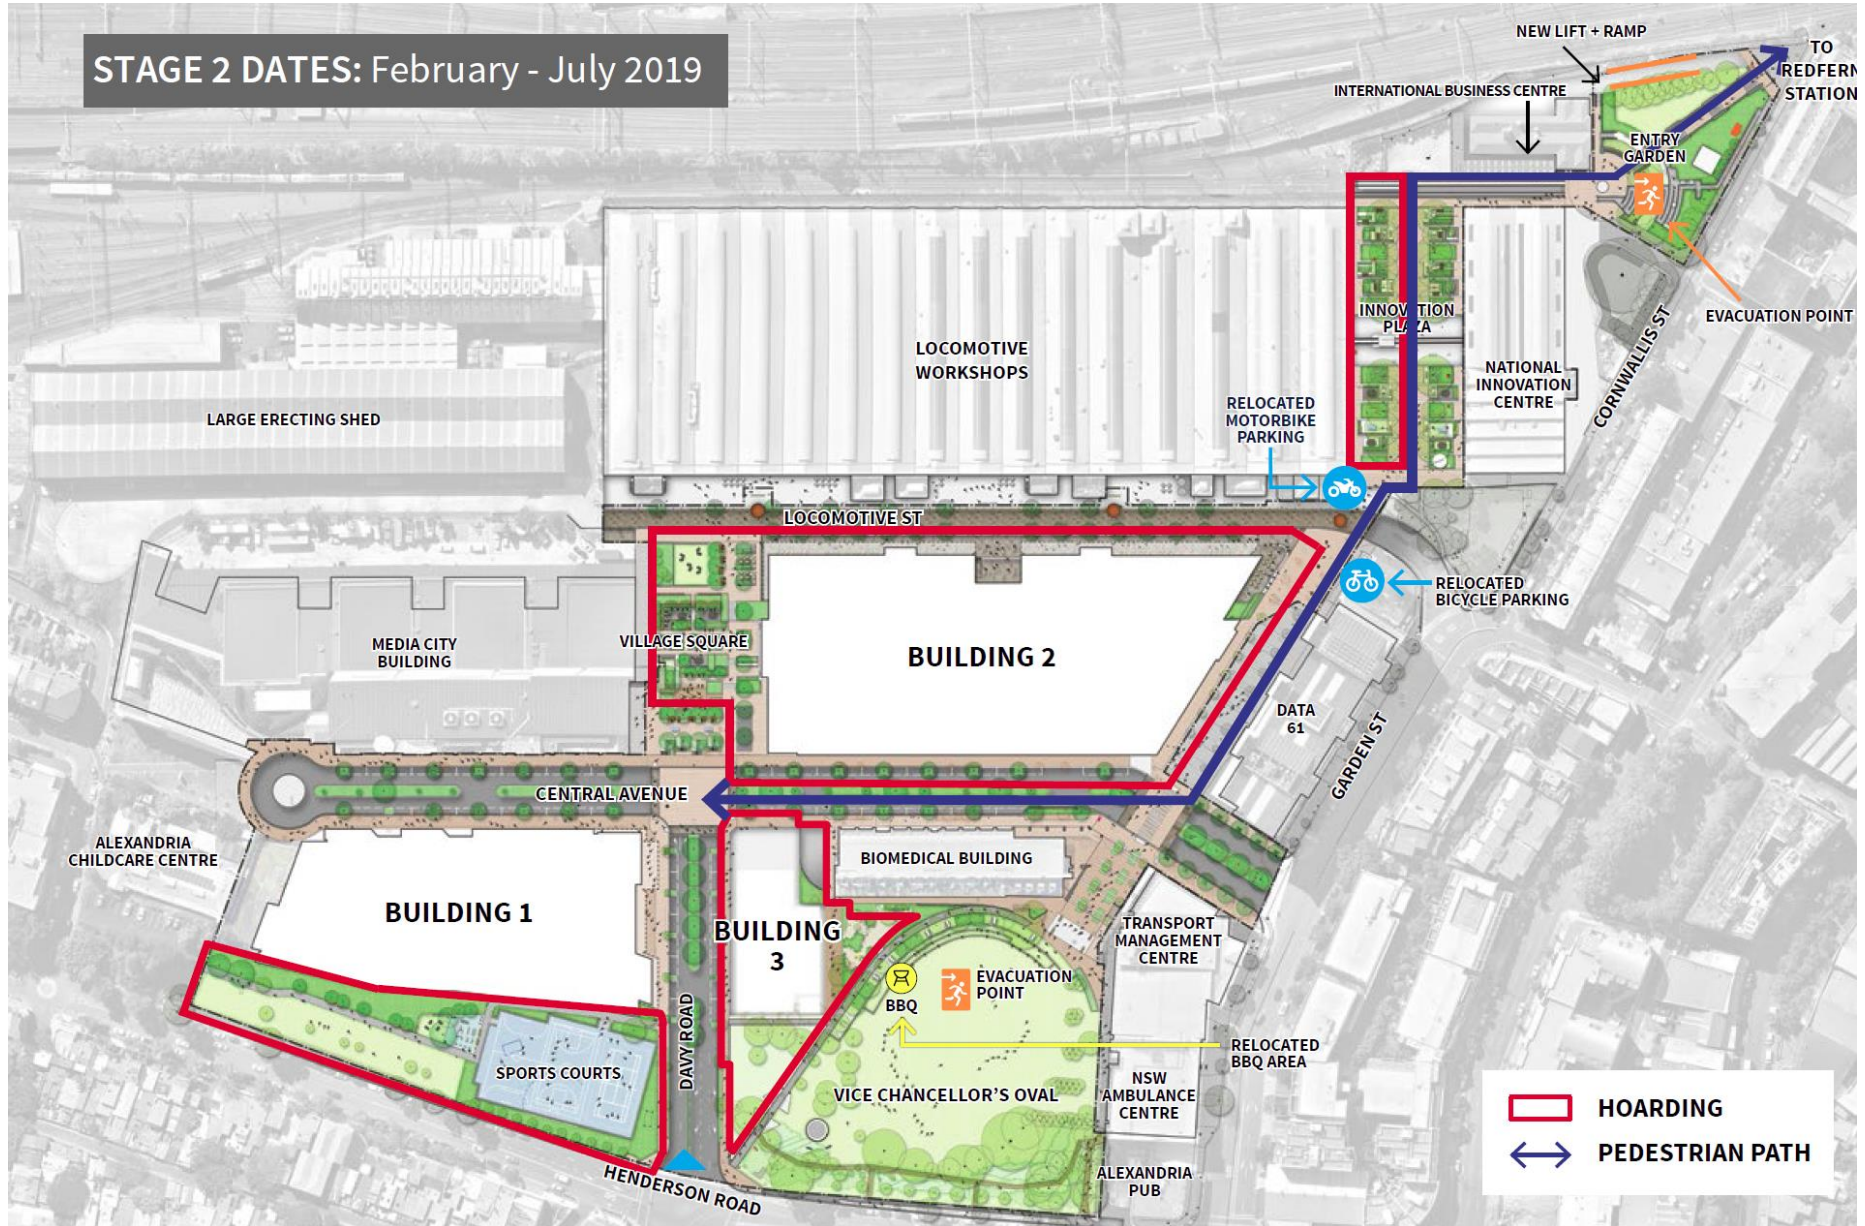 STAGE 2 DATES: February - July 2019
NEW LIFT + RAMP
TO
REDFERN
STATION
INTERNATIONAL BUSINESS CENTRE
ENTRY
GARDEN
EVACUATION POINT
INNOVATION
PLAZA
CORNWALLIS ST
LOCOMOTIVE
WORKSHOPS
NATIONAL
INNOVATION
CENTRE
RELOCATED
MOTORBIKE
PARKING
LARGE ERECTING SHED
LOCOMOTIVE ST
RELOCATED
BICYCLE PARKING
MEDIA CITY
BUILDING
VILLAGE SQUARE
BUILDING 2
DATA
61
GARDEN ST
CENTRAL AVENUE
ALEXANDRIA
CHILDCARE CENTRE
BIOMEDICAL BUILDING
BUILDING 1
BUILDING
3
TRANSPORT
MANAGEMENT
CENTRE
EVACUATION
POINT
BBQ
DAVY ROAD
RELOCATED
BBQ AREA
SPORTS COURTS
VICE CHANCELLOR'S OVAL
NSW
AMBULANCE
CENTRE
HENDERSON ROAD
ALEXANDRIA
PUB
HOARDING
PEDESTRIAN PATH